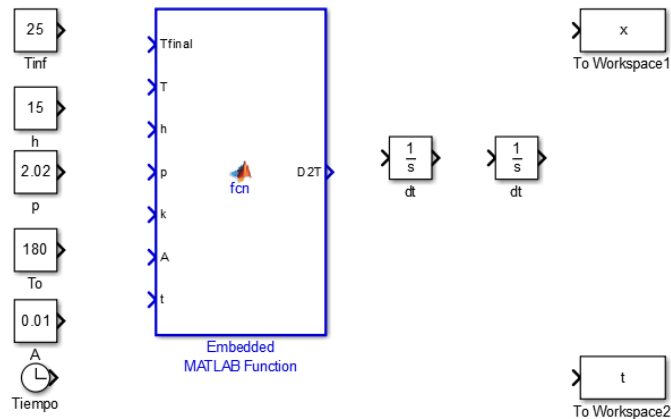 25
Tinf
15
h
2.02
p
180
To
0.01
A
Tiempo
Tfinal
T
h
p
k
A
t
fcn
D2T
Embedded
MATLAB Function
1
s
dt
1
s
dt
x
To Workspace1
t
To Workspace2